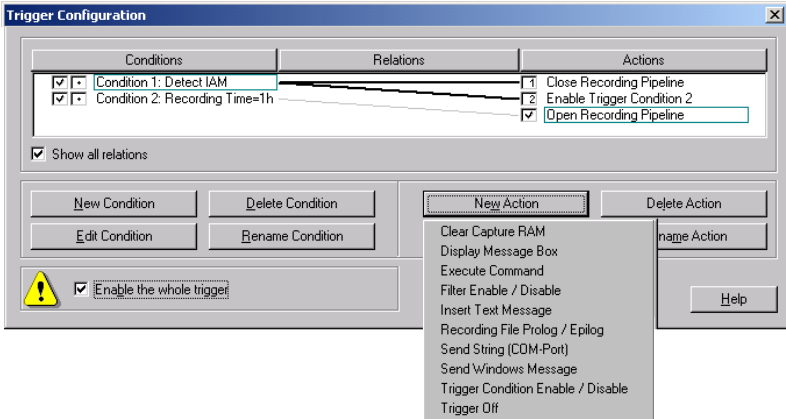 Trigger Configuration
Conditions Relations Actions
Condition 1: Detect IAM 1 Close Recording Pipeline
Condition 2: Recording Time=1h 2 Enable Trigger Condition 2
Open Recording Pipeline
Show all relations
New Condition Delete Condition New Action Delete Action
Edit Condition Rename Condition name Action
Clear Capture RAM
Display Message Box
Execute Command
Filter Enable / Disable
Insert Text Message
Recording File Prolog / Epilog
Send String (COM-Port)
Send Windows Message
Trigger Condition Enable / Disable
Trigger Off
Enable the whole trigger
Help